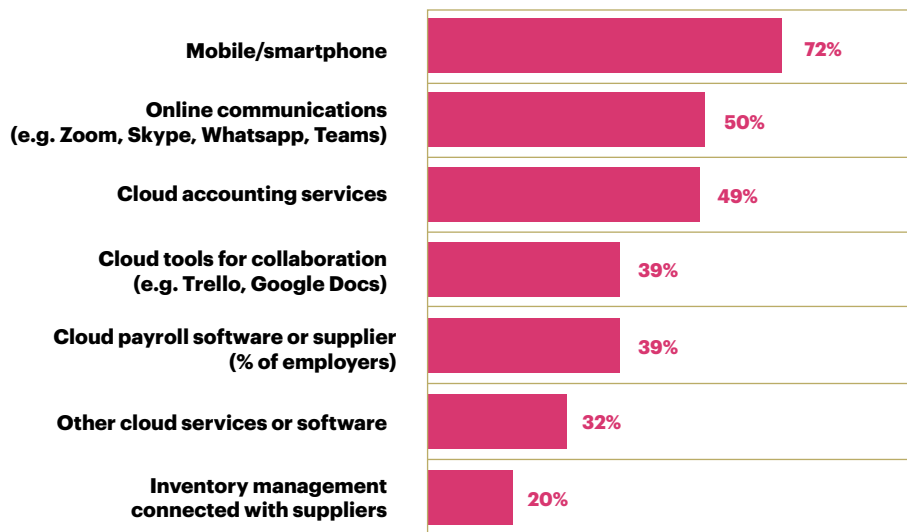 Mobile/smartphone
72%
Online communications
(e.g. Zoom, Skype, Whatsapp, Teams)
50%
Cloud accounting services
49%
Cloud tools for collaboration
(e.g. Trello, Google Docs)
39%
Cloud payroll software or supplier
(% of employers)
39%
Other cloud services or software
32%
Inventory management
connected with suppliers
20%